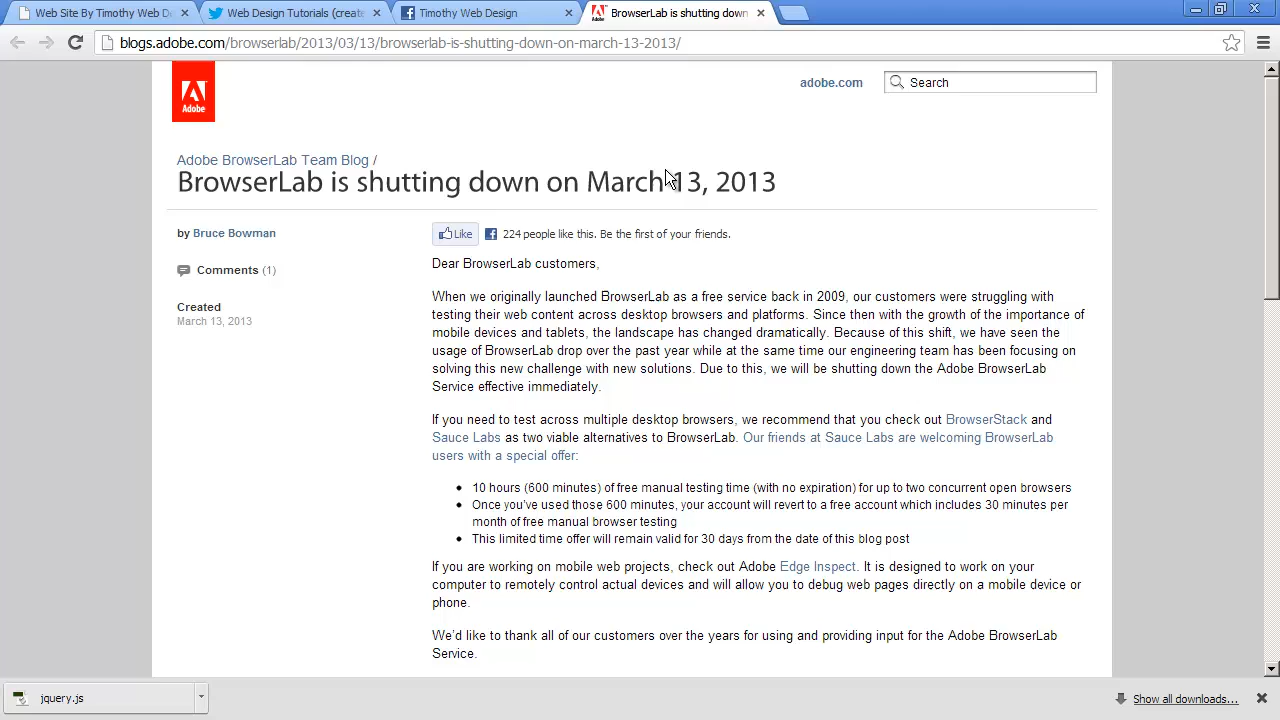 Web Site By Timothy Web De
Web Design Tutorials (create
Timothy Web Design
BrowserLab is shutting down
blogs.adobe.com/browserlab/2013/03/13/browserlab-is-shutting-down-on-march-13-2013/
Adobe
adobe.com
Search
Adobe BrowserLab Team Blog /
BrowserLab is shutting down on March 13, 2013
by Bruce Bowman
Comments (1)
Created
March 13, 2013
Like
224 people like this. Be the first of your friends.
Dear BrowserLab customers,
When we originally launched BrowserLab as a free service back in 2009, our customers were struggling with
testing their web content across desktop browsers and platforms. Since then with the growth of the importance of
mobile devices and tablets, the landscape has changed dramatically. Because of this shift, we have seen the
usage of BrowserLab drop over the past year while at the same time our engineering team has been focusing on
solving this new challenge with new solutions. Due to this, we will be shutting down the Adobe BrowserLab
Service effective immediately.
If you need to test across multiple desktop browsers, we recommend that you check out BrowserStack and
Sauce Labs as two viable alternatives to BrowserLab. Our friends at Sauce Labs are welcoming BrowserLab
users with a special offer:
• 10 hours (600 minutes) of free manual testing time (with no expiration) for up to two concurrent open browsers
• Once you've used those 600 minutes, your account will revert to a free account which includes 30 minutes per
month of free manual browser testing
• This limited time offer will remain valid for 30 days from the date of this blog post
If you are working on mobile web projects, check out Adobe Edge Inspect. It is designed to work on your
computer to remotely control actual devices and will allow you to debug web pages directly on a mobile device or
phone.
We'd like to thank all of our customers over the years for using and providing input for the Adobe BrowserLab
Service.
jquery.js
Show all downloads...